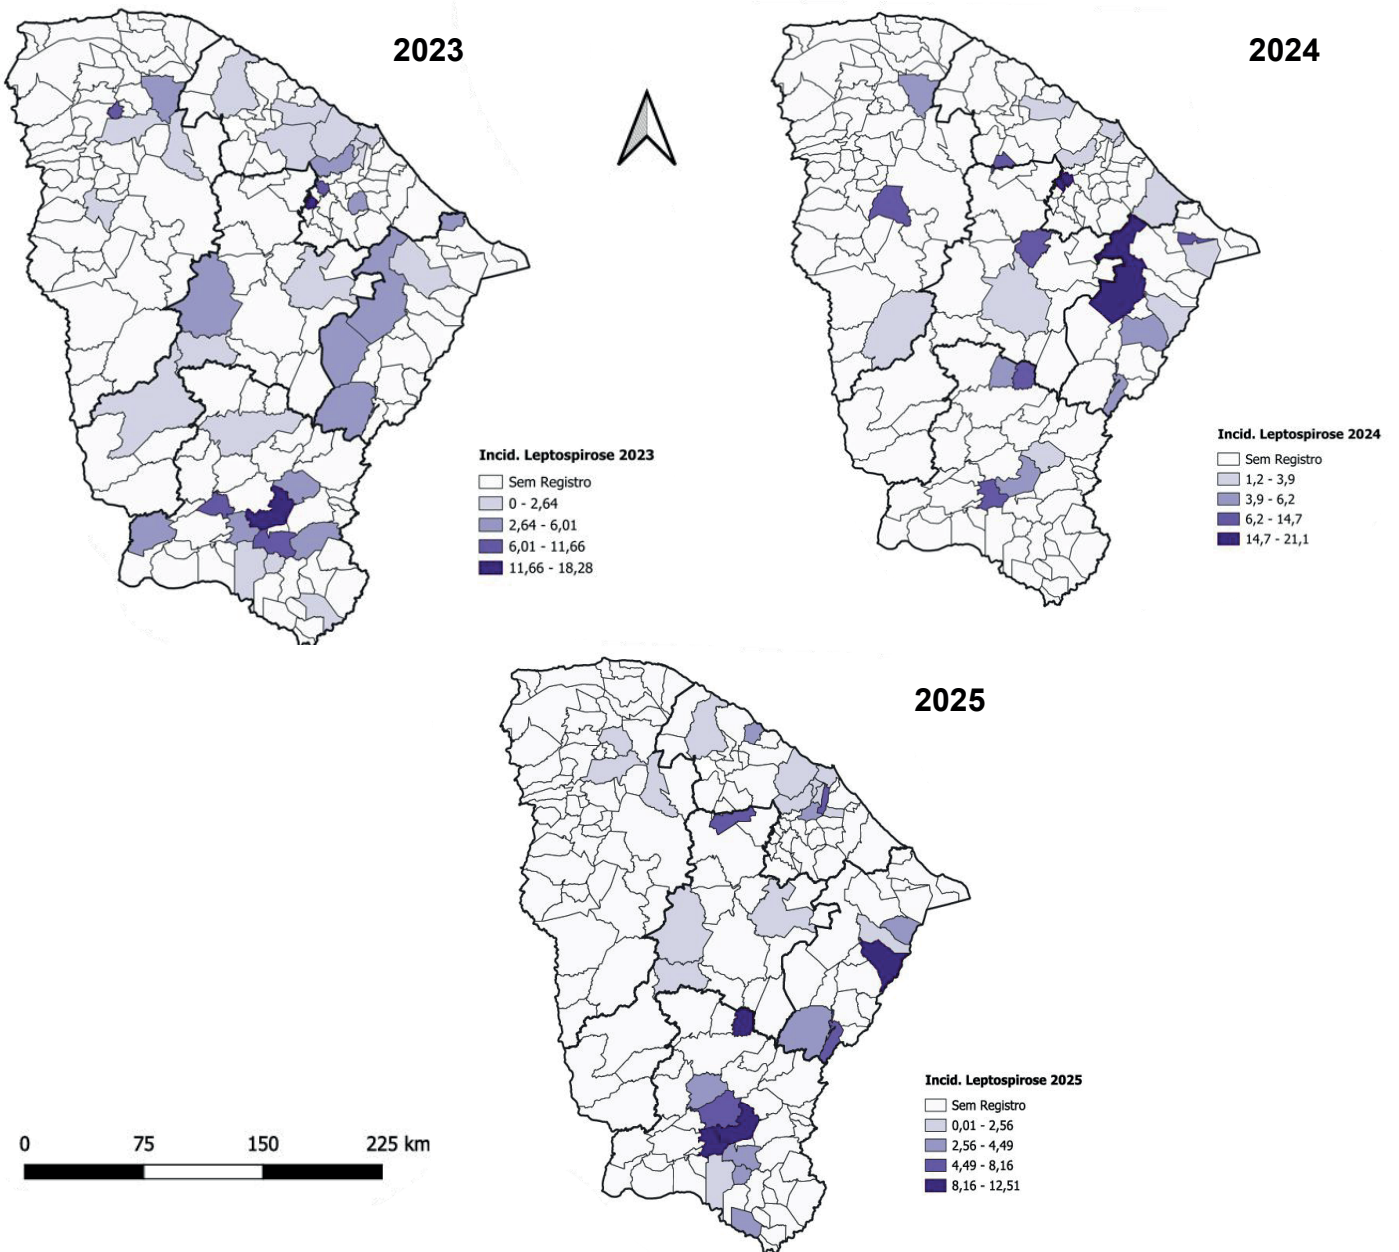 2023
2024
Incid. Leptospirose 2023
Sem Registro
0 - 2,64
2,64 - 6,01
6,01 - 11,66
11,66 - 18,28
Incid. Leptospirose 2024
Sem Registro
1,2 - 3,9
3,9 - 6,2
6,2 - 14,7
14,7 - 21,1
2025
Incid. Leptospirose 2025
Sem Registro
0,01 - 2,56
2,56 - 4,49
4,49 - 8,16
8,16 - 12,51
0 75 150 225 km